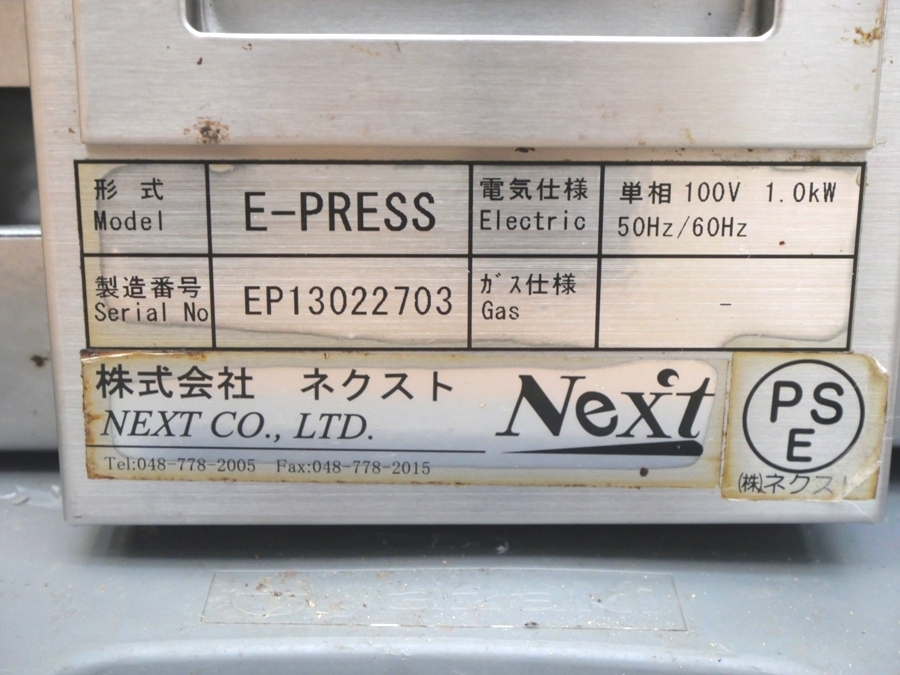 形式
Model
E-PRESS
電気仕様
Electric
単相 100V 1.0kW
50Hz/60Hz
製造番号
Serial No
EP13022703
ガス仕様
Gas
-
株式会社 ネクスト
NEXT CO., LTD.
Tel:048-778-2005 Fax:048-778-2015
Next
PS
E
(株)ネクスト